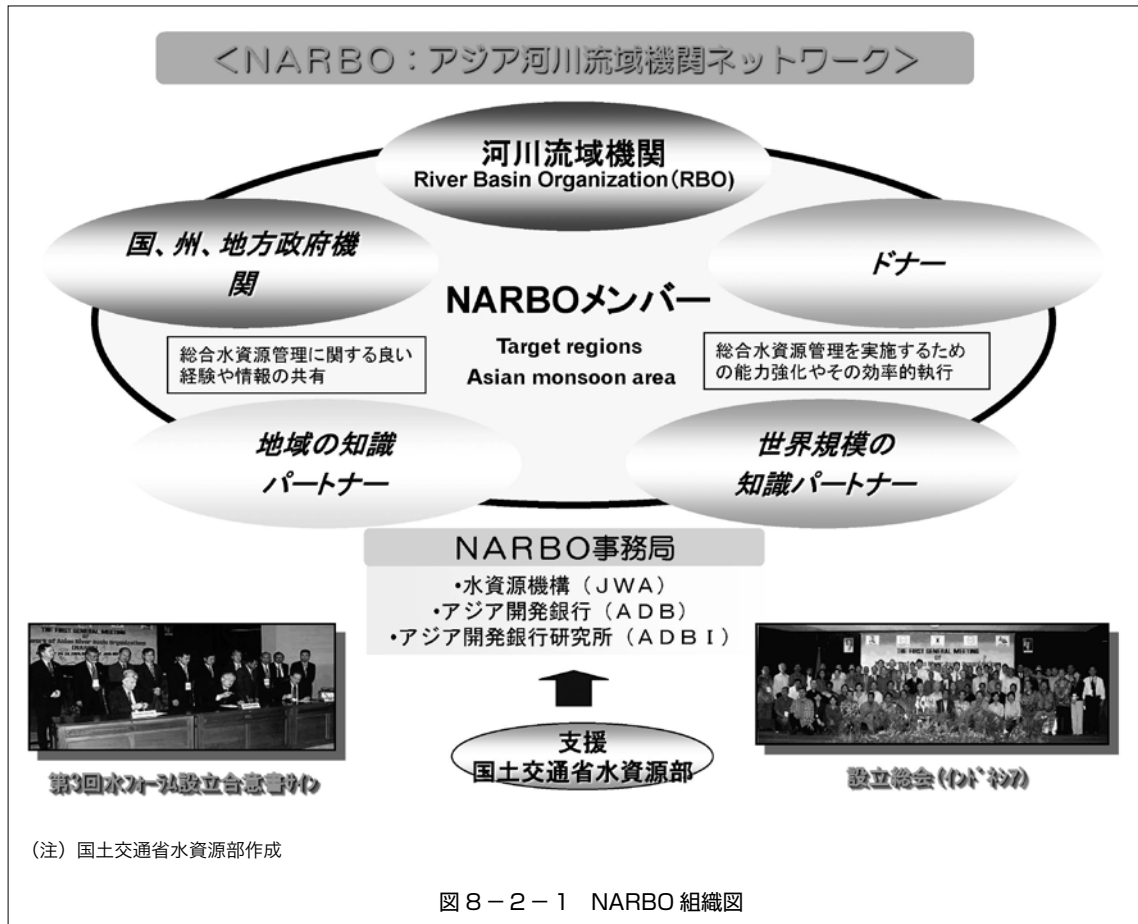 <NARBO：アジア河川流域機関ネットワーク>
河川流域機関
River Basin Organization(RBO)
国、州、地方政府機
関
ドナー
NARBOメンバー
Target regions
Asian monsoon area
総合水資源管理に関する良い
経験や情報の共有
総合水資源管理を実施するため
の能力強化やその効率的執行
地域の知識
パートナー
世界規模の
知識パートナー
NARBO事務局
・水資源機構（JWA）
・アジア開発銀行（ADB）
・アジア開発銀行研究所（ADBI）
THE FIRST GENERAL MEETING
OF
THE FIRST GENERAL MEETING
OF
支援
国土交通省水資源部
第3回水フォーラム設立合意書サイン
設立総会(インドネシア)
（注）国土交通省水資源部作成
図８－２－１　NARBO 組織図